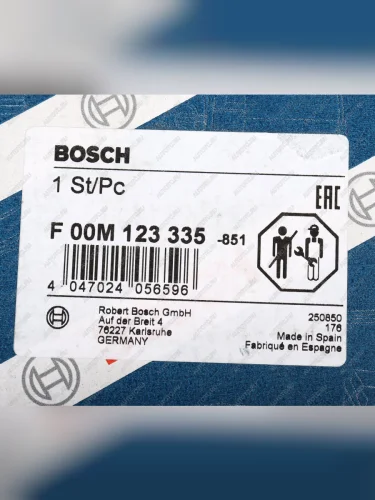 BOSCH
1 St/Pc
EAC
F 00M 123 335 -851
4 047024 056596
Robert Bosch GmbH
Auf der Breit 4
76227 Karlsruhe
GERMANY
250850
176
Made in Spain
Fabriqué en Espagne